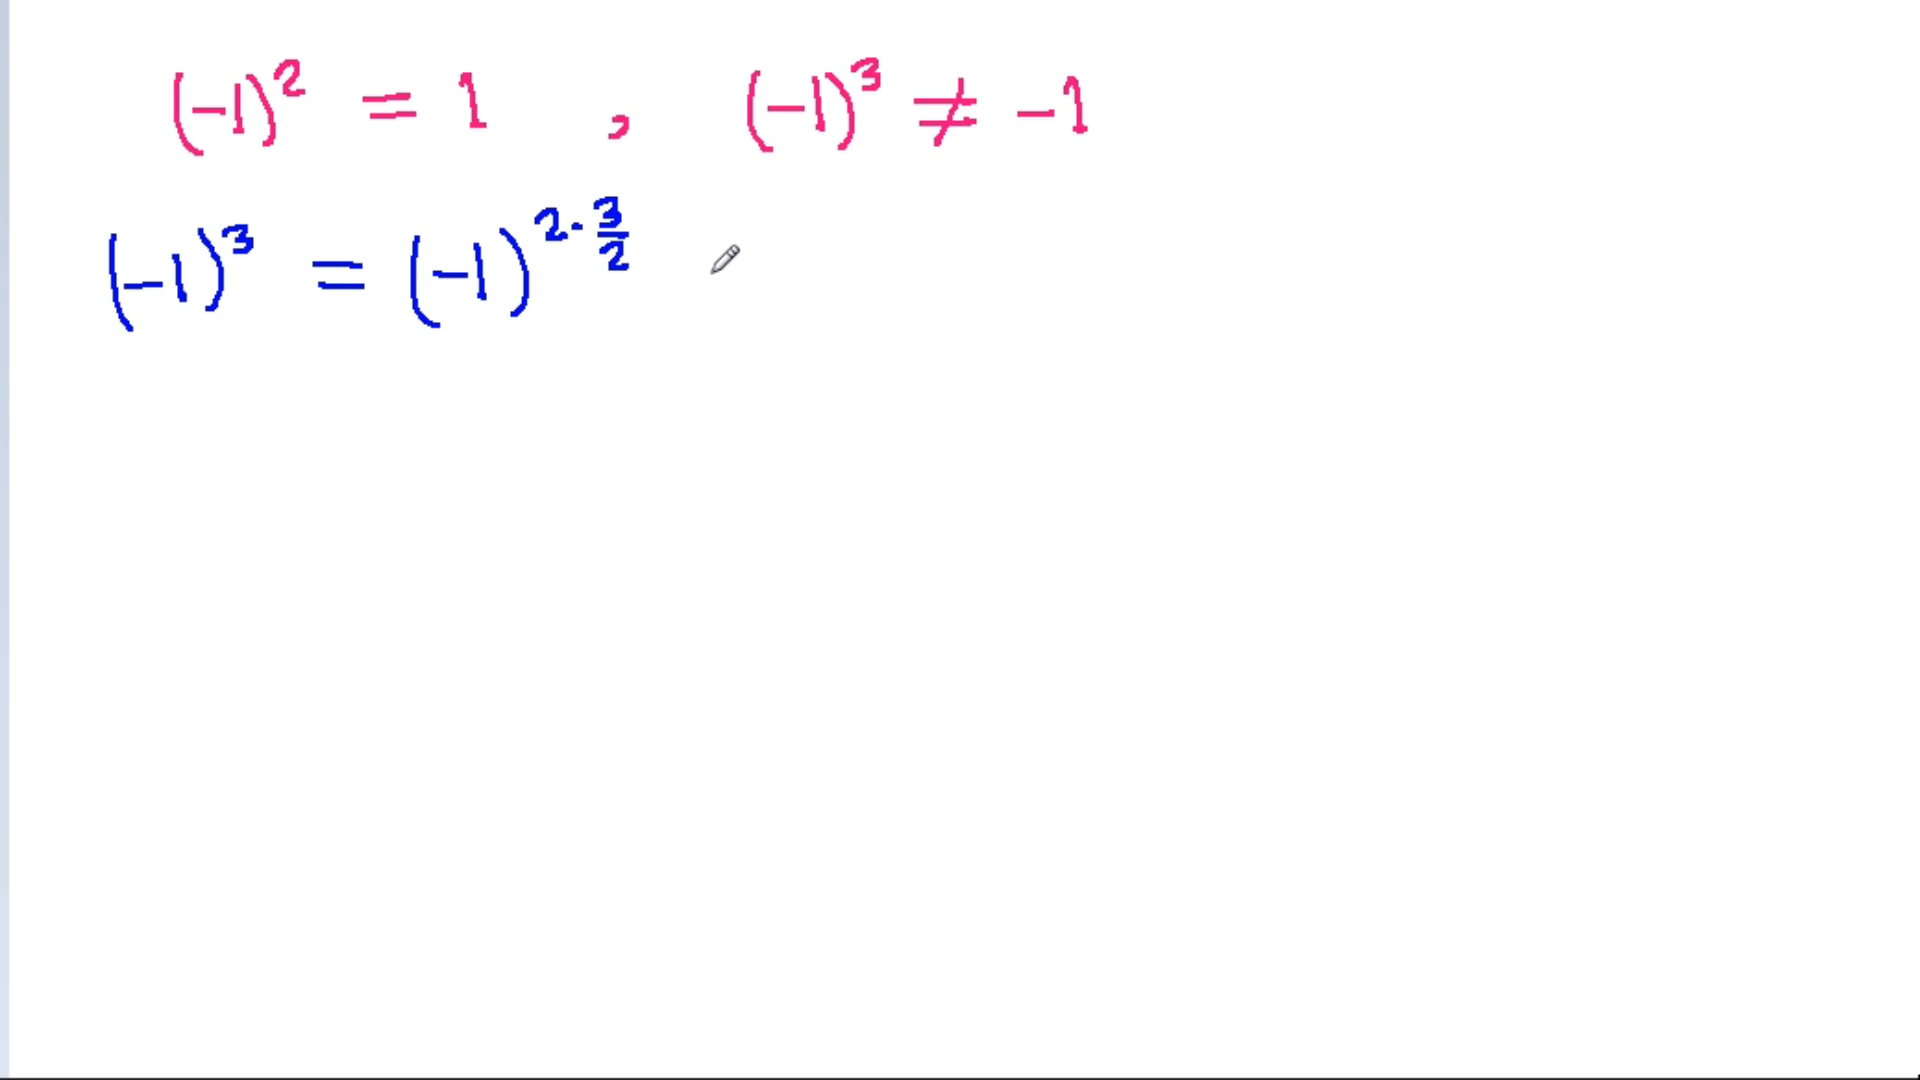 (-1)² = 1 , (-1)³ ≠ -1
(-1)³ = (-1)^{2·3/2}